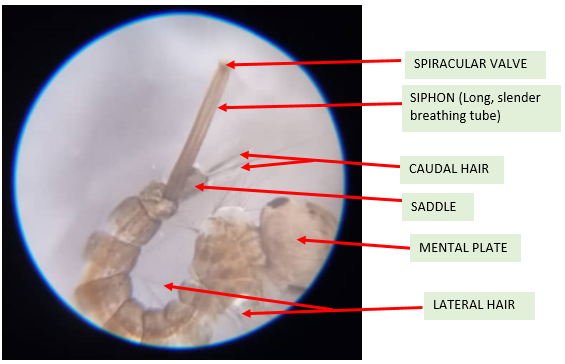 SPIRACULAR VALVE
SIPHON (Long, slender
breathing tube)
CAUDAL HAIR
SADDLE
MENTAL PLATE
LATERAL HAIR